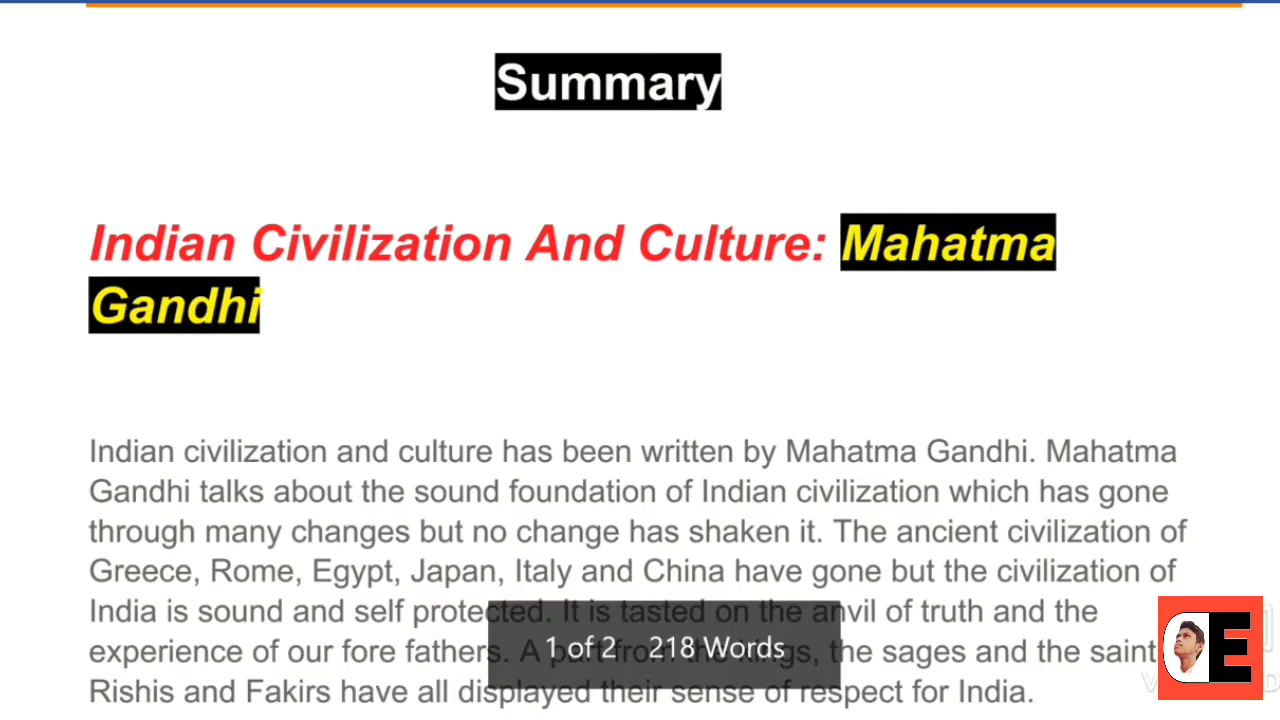 Summary
Indian Civilization And Culture: Mahatma
Gandhi
Indian civilization and culture has been written by Mahatma Gandhi. Mahatma
Gandhi talks about the sound foundation of Indian civilization which has gone
through many changes but no change has shaken it. The ancient civilization of
Greece, Rome, Egypt, Japan, Italy and China have gone but the civilization of
India is sound and self protected. It is tasted on the anvil of truth and the
experience of our fore fathers. A part from the kings, the sages and the saint
Rishis and Fakirs have all displayed their sense of respect for India.
1 of 2 218 Words
E